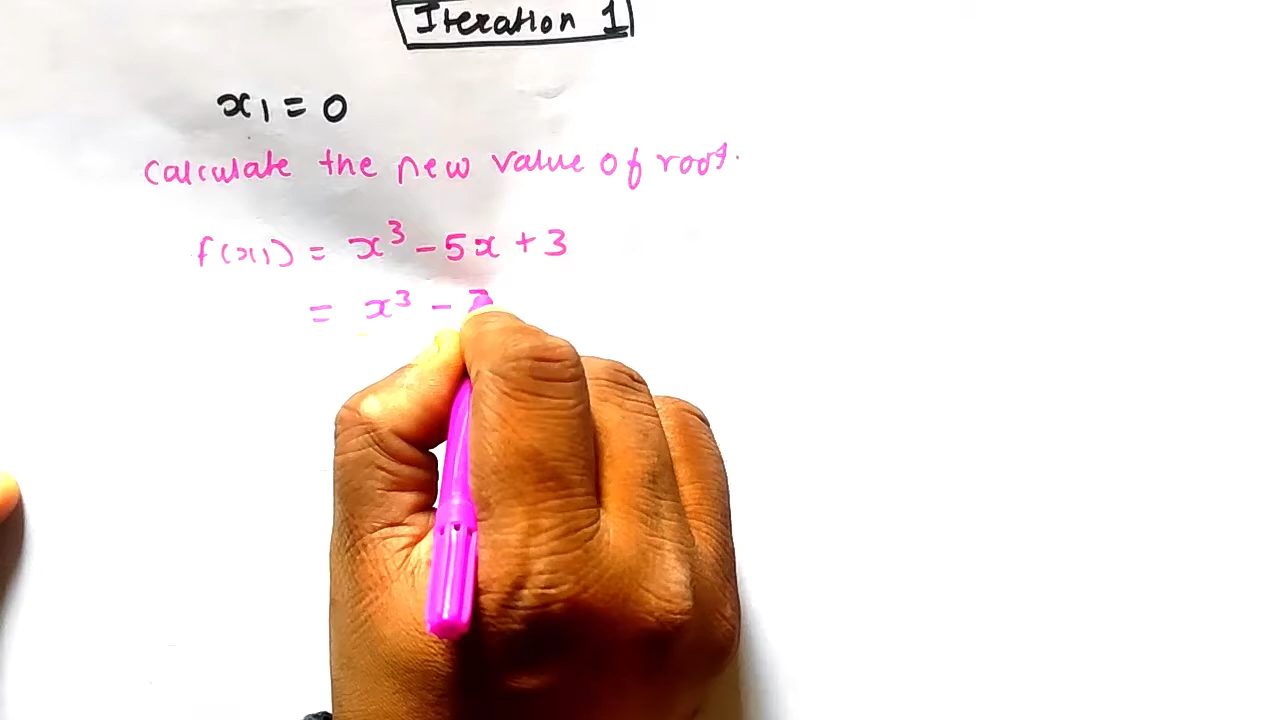 Iteration 1
x1 = 0
Calculate the new value of root.
f(x1) = x³ - 5x + 3
= x³ -